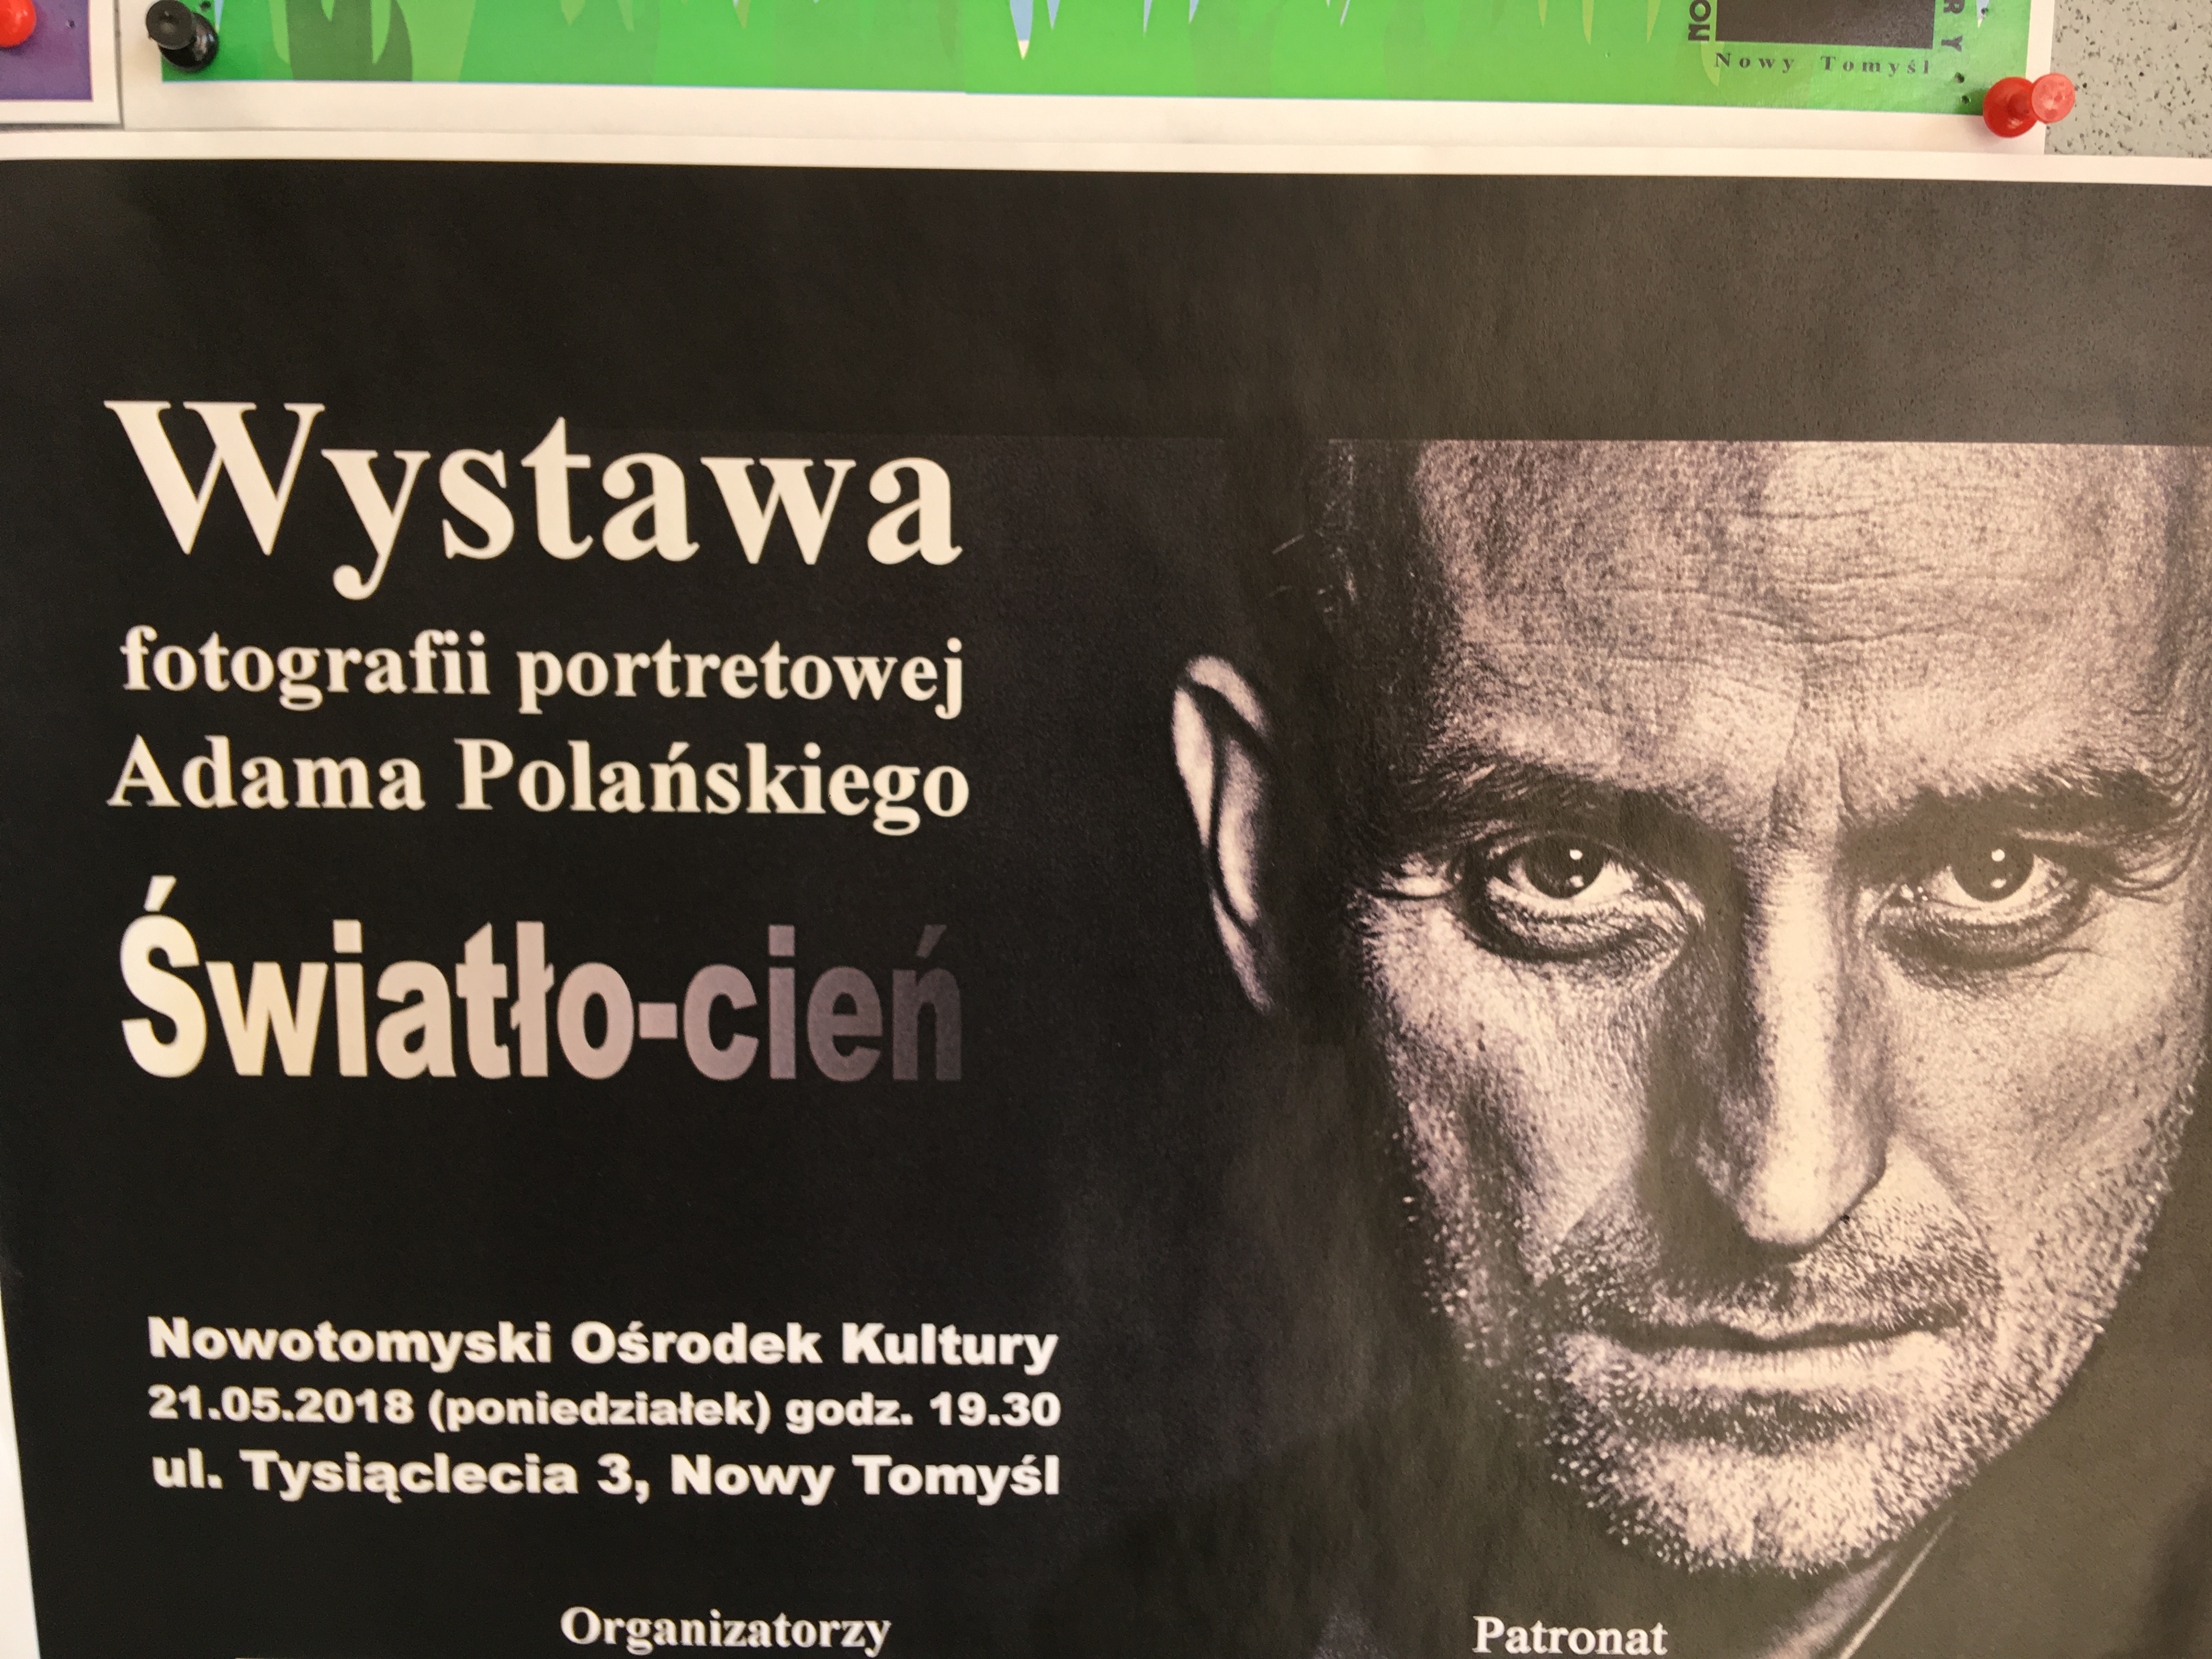 Nowy Tomyśl
Wystawa
fotografii portretowej
Adama Polańskiego
Światło-cień
Nowotomyski Ośrodek Kultury
21.05.2018 (poniedziałek) godz. 19.30
ul. Tysiąclecia 3, Nowy Tomyśl
Organizatorzy
Patronat